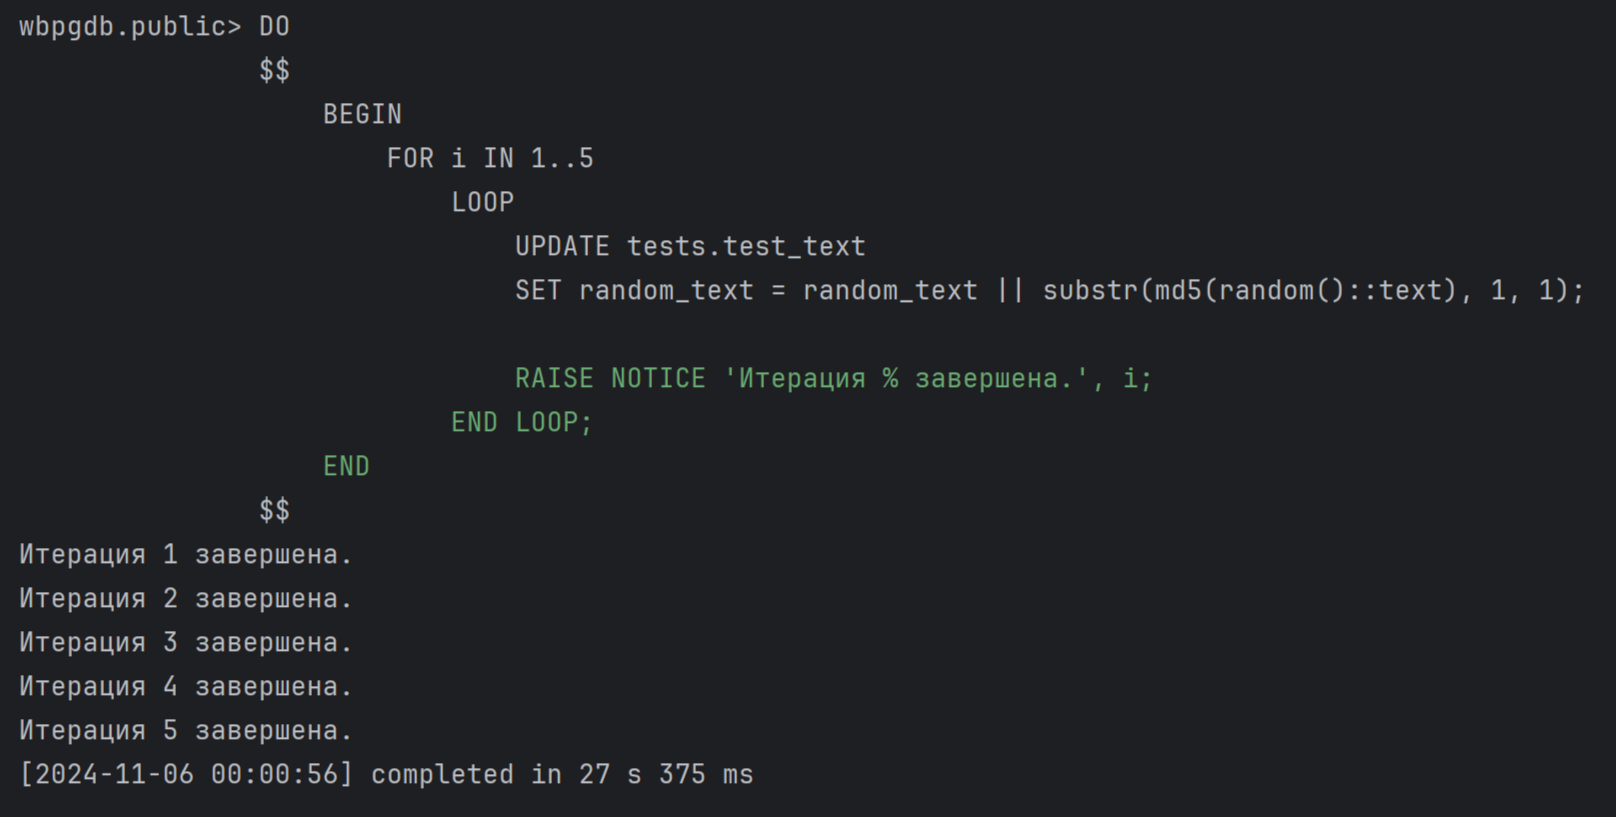 wbpgdb.public> DO
$$
BEGIN
FOR i IN 1..5
LOOP
UPDATE tests.test_text
SET random_text = random_text || substr(md5(random()::text), 1, 1);
RAISE NOTICE 'Итерация % завершена.', i;
END LOOP;
END
$$
Итерация 1 завершена.
Итерация 2 завершена.
Итерация 3 завершена.
Итерация 4 завершена.
Итерация 5 завершена.
[2024-11-06 00:00:56] completed in 27 s 375 ms